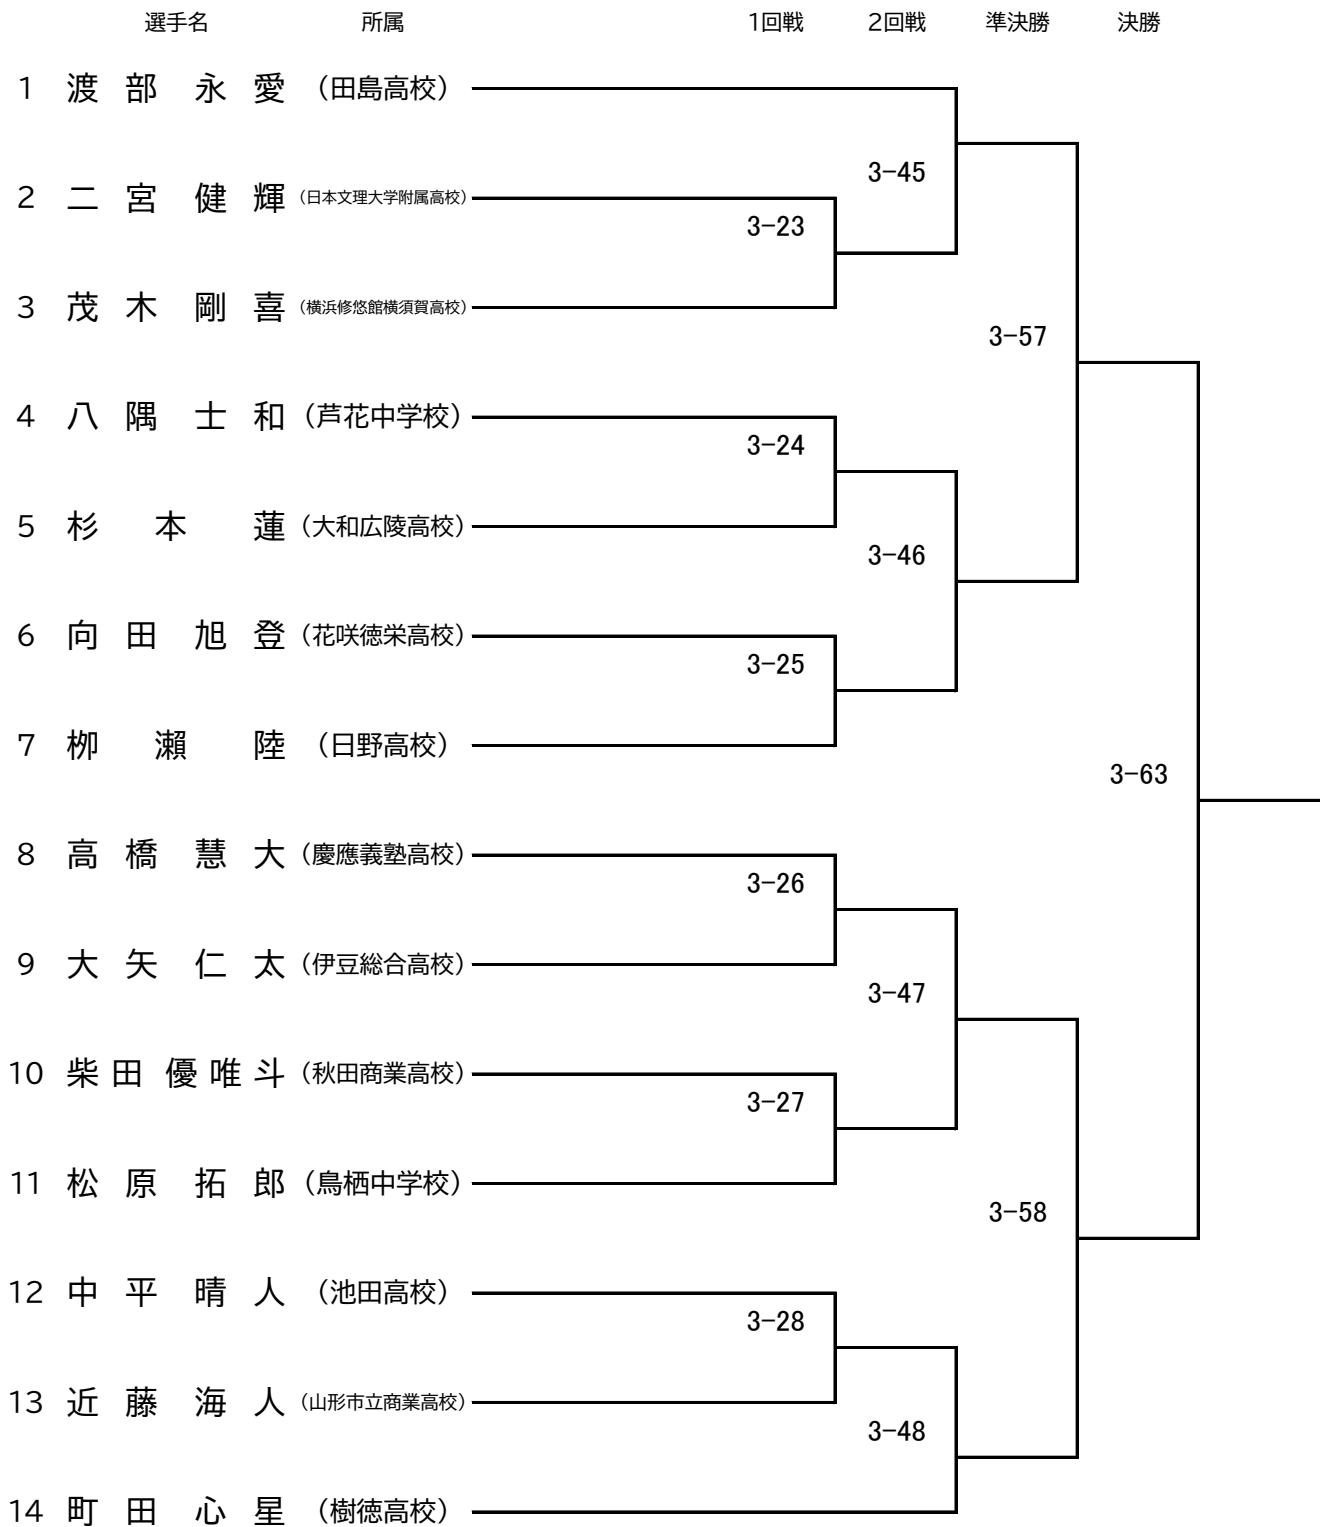 選手名 所属 1回戦 2回戦 準決勝 決勝
1 渡部 永愛 (田島高校)
3-45
2 二宮 健輝 (日本文理大学附属高校)
3-23
3 茂木 剛喜 (横浜修悠館横須賀高校)
3-57
4 八隅 士和 (芦花中学校)
3-24
5 杉本 蓮 (大和広陵高校)
3-46
6 向田 旭登 (花咲徳栄高校)
3-25
7 栁瀨 陸 (日野高校)
3-63
8 高橋 慧大 (慶應義塾高校)
3-26
9 大矢 仁太 (伊豆総合高校)
3-47
10 柴田 優唯斗 (秋田商業高校)
3-27
11 松原 拓郎 (鳥栖中学校)
3-58
12 中平 晴人 (池田高校)
3-28
13 近藤 海人 (山形市立商業高校)
3-48
14 町田 心星 (樹徳高校)